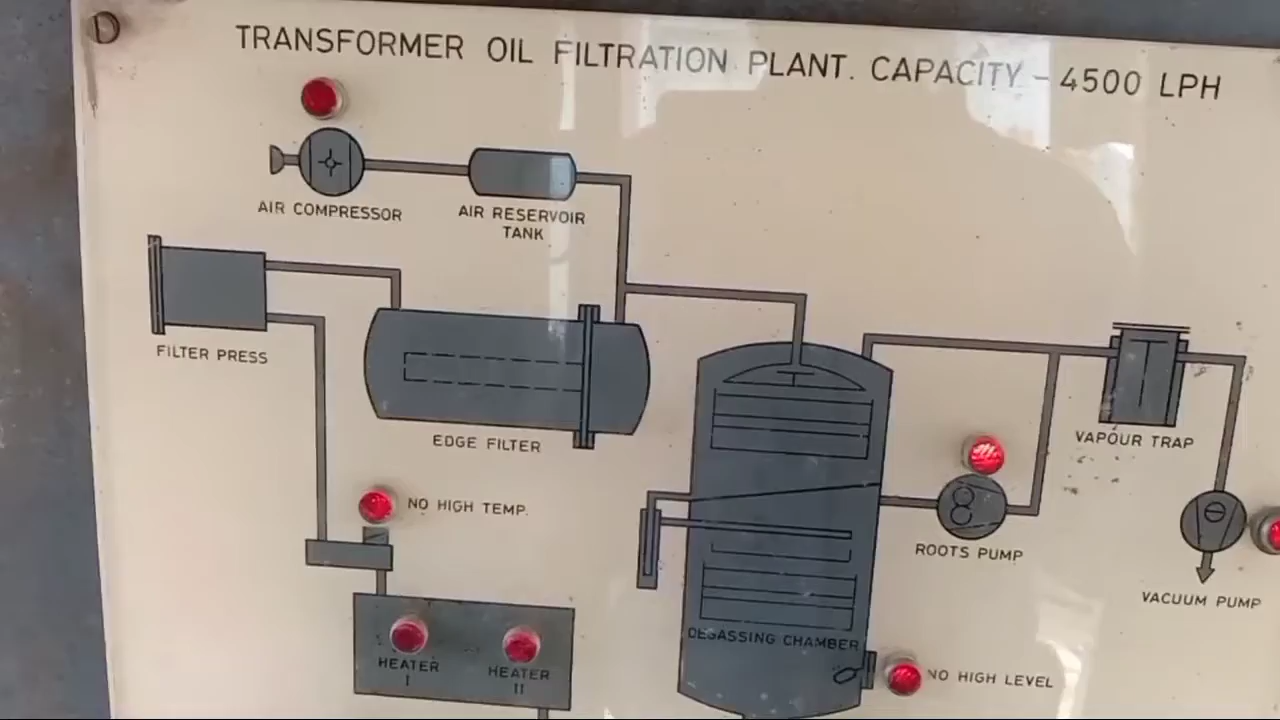 D
TRANSFORMER OIL FILTRATION PLANT. CAPACITY - 4500 LPH
AIR COMPRESSOR
AIR RESERVOIR
TANK
FILTER PRESS
EDGE FILTER
VAPOUR TRAP
NO HIGH TEMP.
ROOTS PUMP
VACUUM PUMP
DEGASSING CHAMBER
HEATER
I
HEATER
II
NO HIGH LEVEL